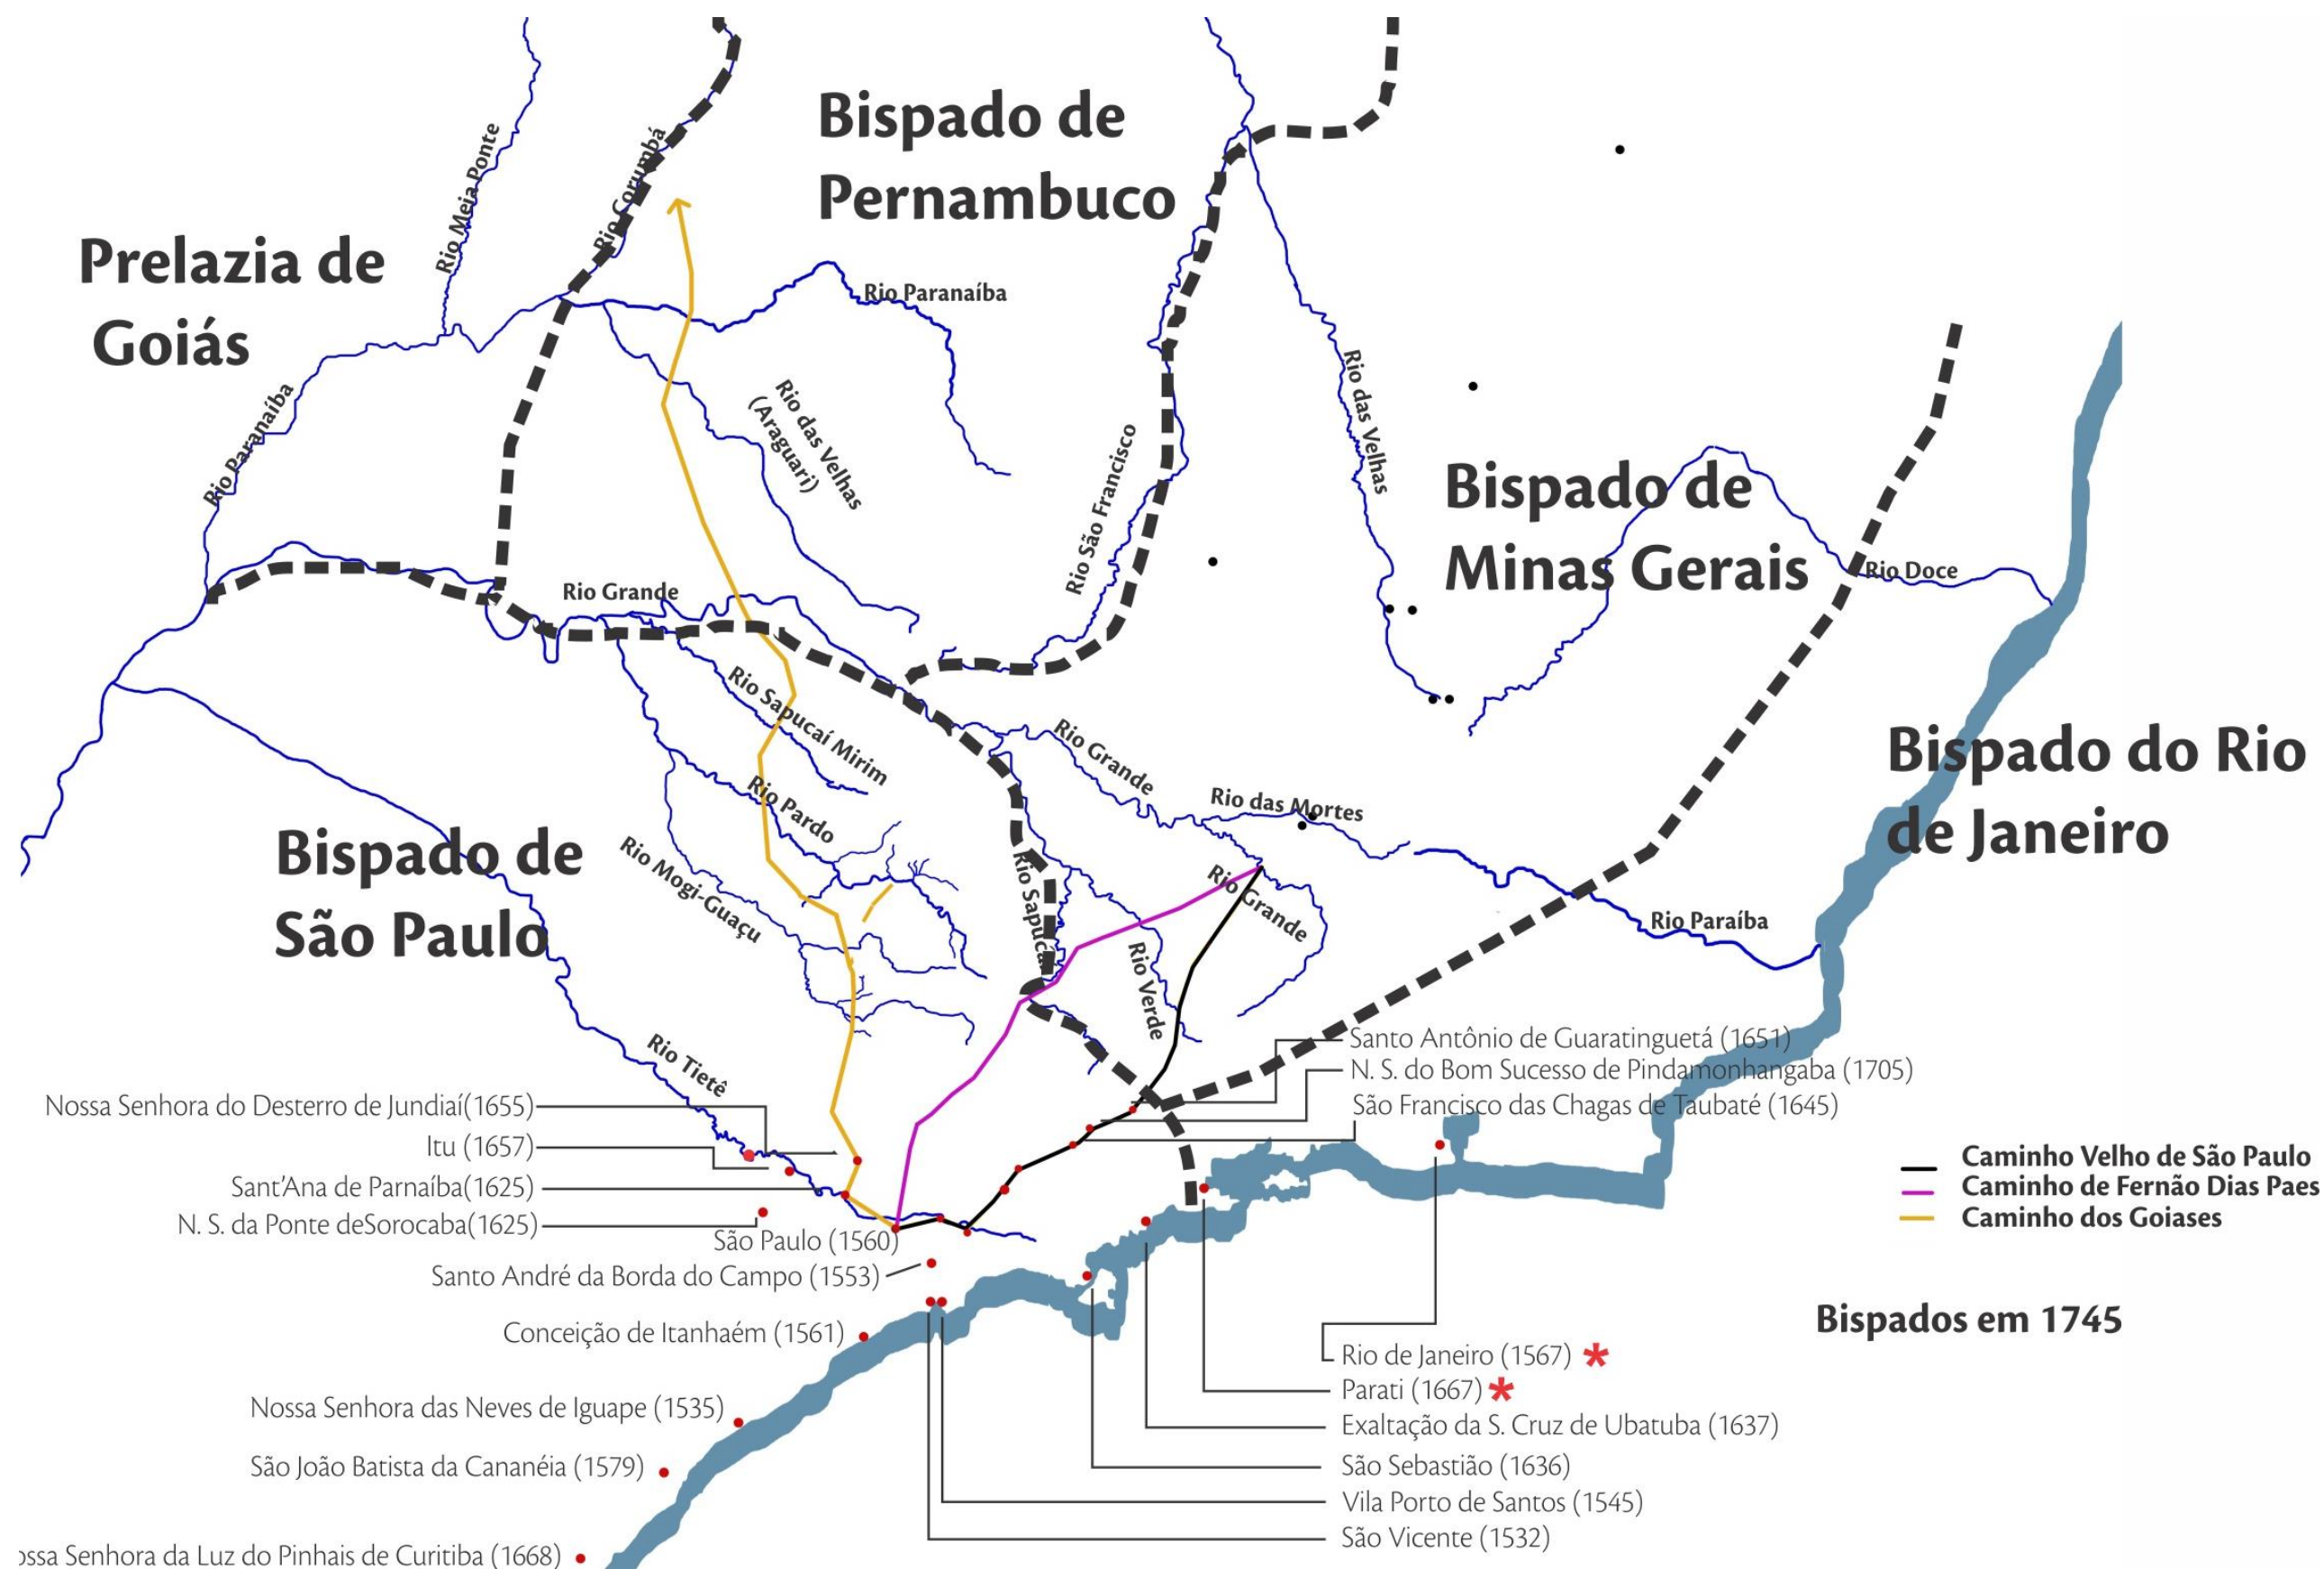 Bispado de
Pernambuco
Prelazia de
Goiás
Rio Meia Ponte
Rio Corumbá
Rio Paranaíba
Rio Paranaíba
Rio das Velhas
(Araguari)
Rio São Francisco
Rio das Velhas
Bispado de
Minas Gerais
Rio Doce
Rio Grande
Rio Sapucaí Mirim
Rio Grande
Bispado do Rio
de Janeiro
Rio Pardo
Rio das Mortes
Bispado de
São Paulo
Rio Mogi-Guaçu
Rio Sapucaí
Rio Grande
Rio Verde
Rio Paraíba
Rio Tietê
Santo Antônio de Guaratinguetá (1651)
N. S. do Bom Sucesso de Pindamonhangaba (1705)
São Francisco das Chagas de Taubaté (1645)
Nossa Senhora do Desterro de Jundiaí(1655)
Itu (1657)
Sant'Ana de Parnaíba(1625)
N. S. da Ponte deSorocaba(1625)
São Paulo (1560)
Santo André da Borda do Campo (1553)
Conceição de Itanhaém (1561)
Nossa Senhora das Neves de Iguape (1535)
São João Batista da Cananéia (1579)
ossa Senhora da Luz do Pinhais de Curitiba (1668)
Caminho Velho de São Paulo
Caminho de Fernão Dias Paes
Caminho dos Goiases
Bispados em 1745
Rio de Janeiro (1567) *
Parati (1667) *
Exaltação da S. Cruz de Ubatuba (1637)
São Sebastião (1636)
Vila Porto de Santos (1545)
São Vicente (1532)